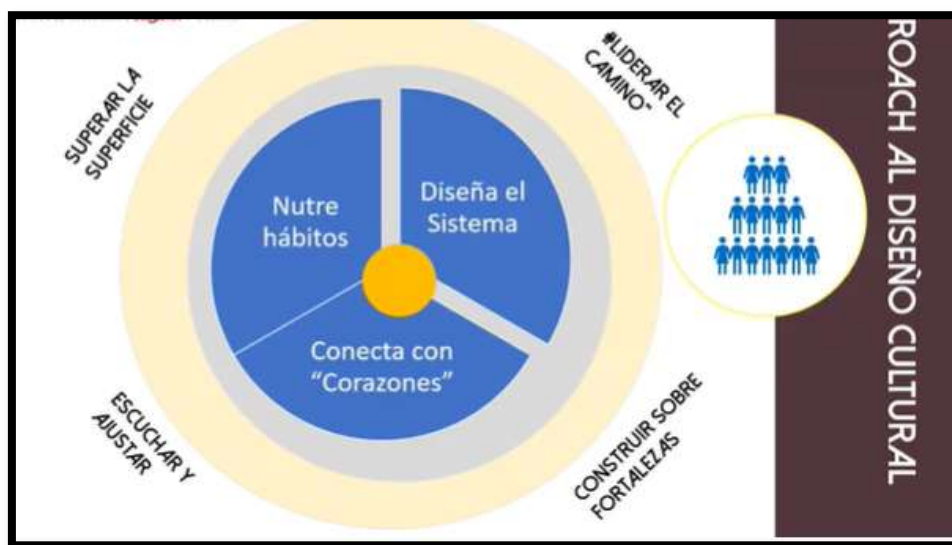 SUPERAR LA
SUPERFICIE
#LIDERAR EL
CAMINO"
Nutre
hábitos
Diseña el
Sistema
Conecta con
“Corazones”
ESCUCHAR Y
AJUSTAR
CONSTRUIR SOBRE
FORTALEZAS
ROACH AL DISEÑO CULTURAL